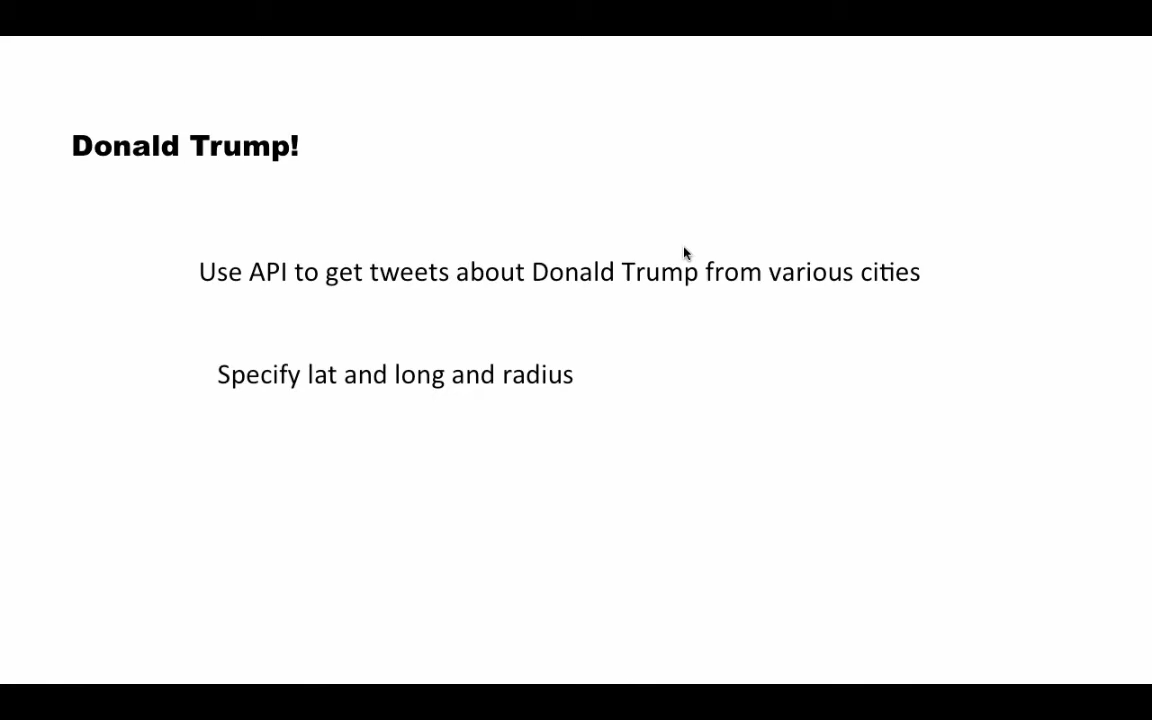 Donald Trump!
Use API to get tweets about Donald Trump from various cities
Specify lat and long and radius